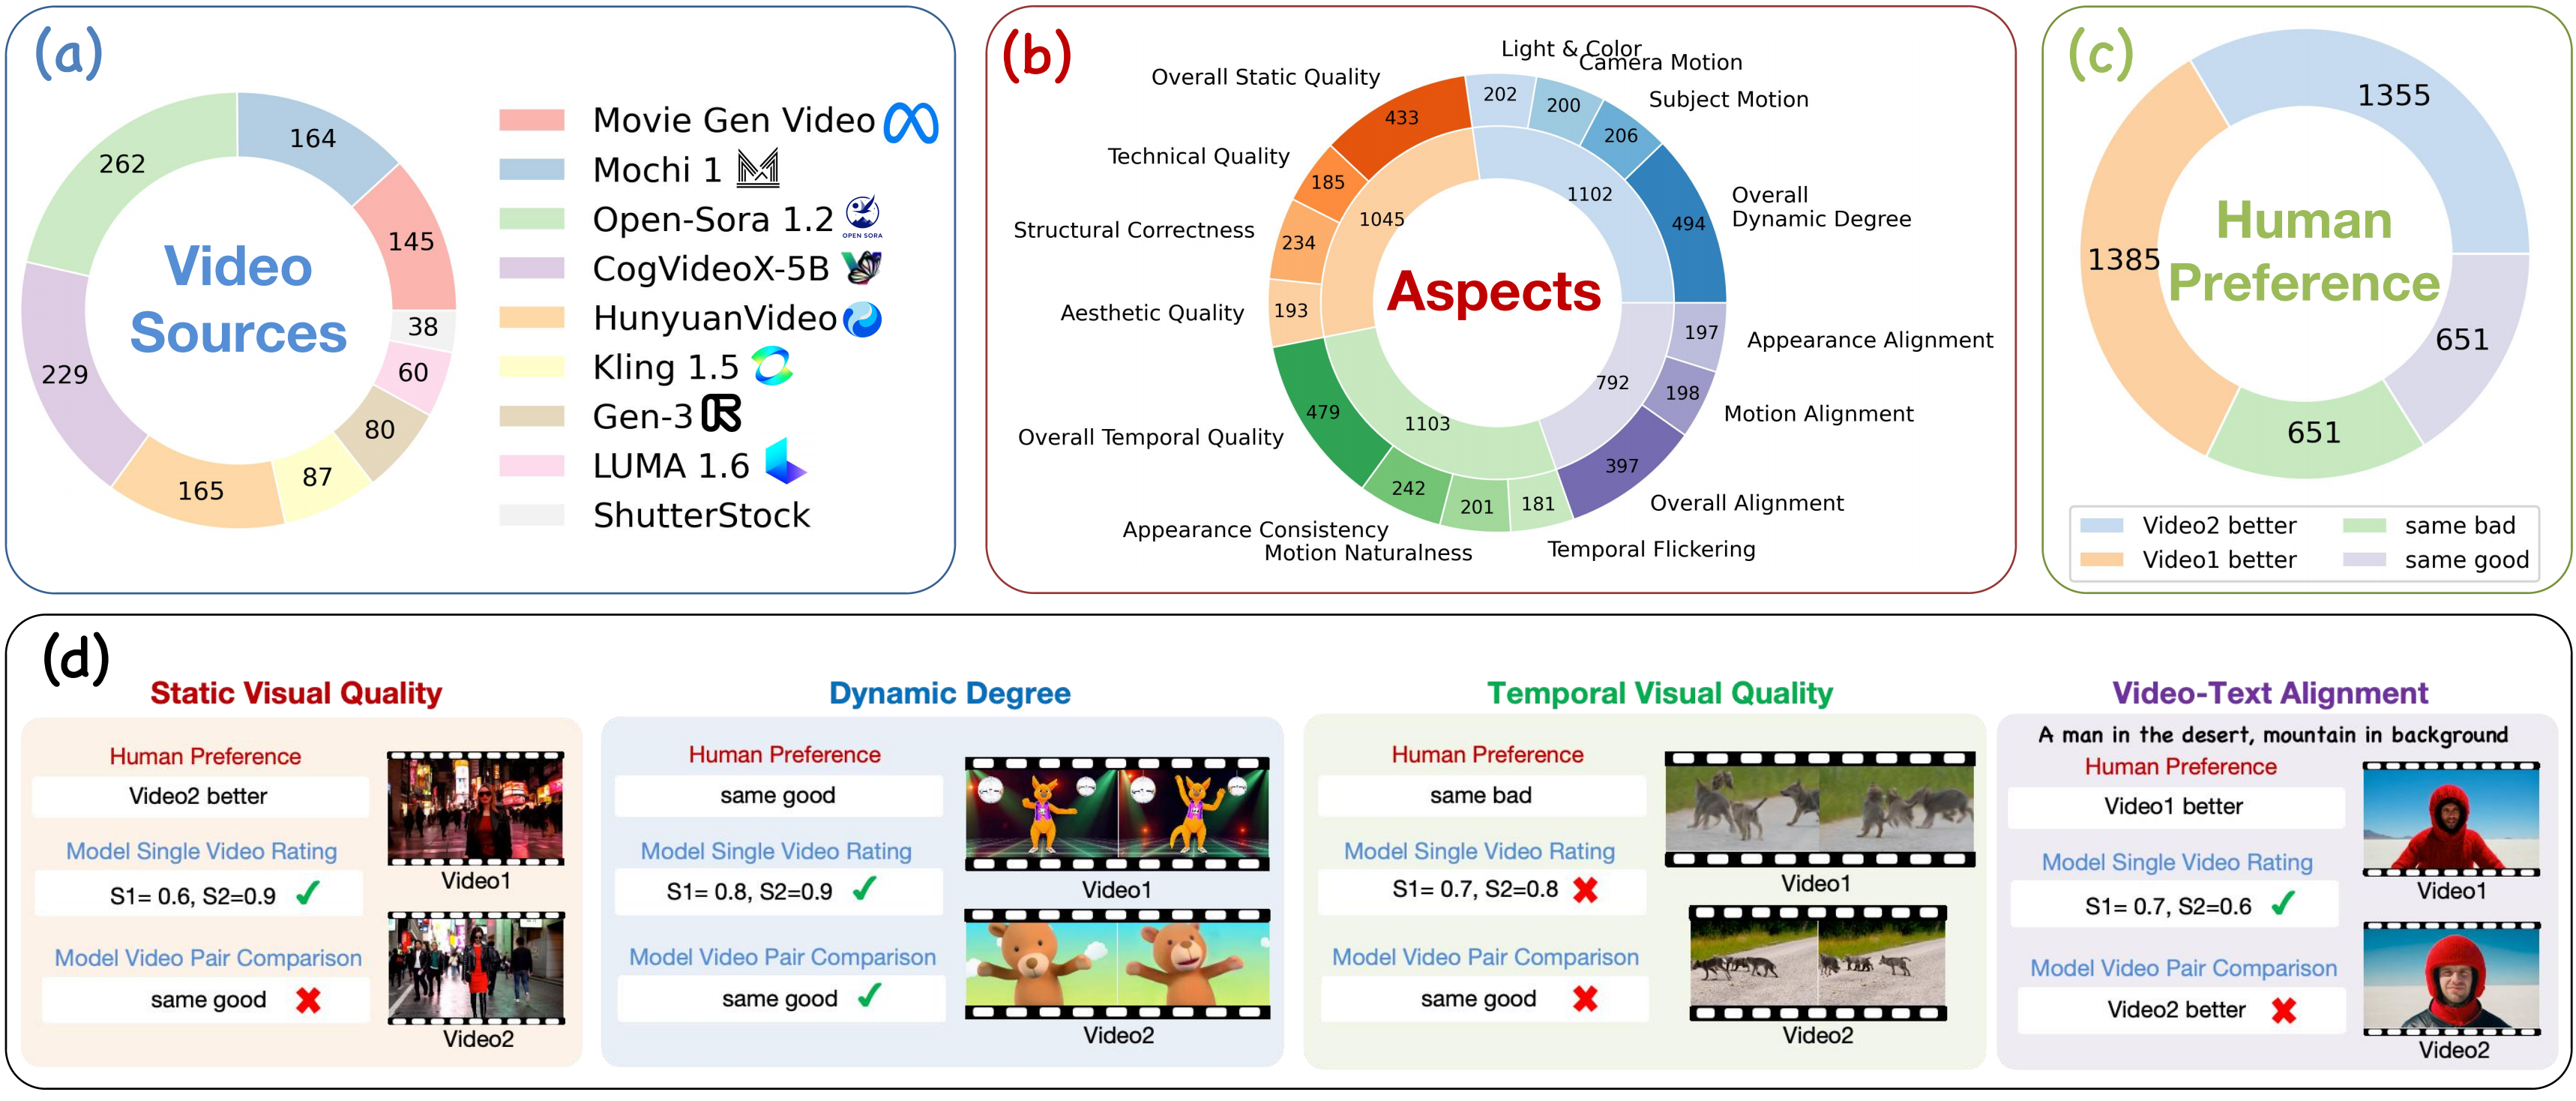 (a)
164
145
38
60
80
87
165
229
262
Video
Sources
Movie Gen Video
Mochi 1
Open-Sora 1.2
OPEN SORA
CogVideoX-5B
HunyuanVideo
Kling 1.5
Gen-3
LUMA 1.6
ShutterStock
(b)
Light & Color
Camera Motion
Subject Motion
Overall
Dynamic Degree
Appearance Alignment
Motion Alignment
Overall Alignment
Temporal Flickering
Motion Naturalness
Appearance Consistency
Overall Temporal Quality
Aesthetic Quality
Structural Correctness
Technical Quality
Overall Static Quality
202
200
206
494
197
198
397
181
201
242
479
193
234
185
433
1102
792
1103
1045
Aspects
(c)
1355
1385
651
651
Human
Preference
Video2 better
Video1 better
same bad
same good
(d)
Static Visual Quality
Human Preference
Video2 better
Model Single Video Rating
S1= 0.6, S2=0.9
Model Video Pair Comparison
same good
Video1
Video2
Dynamic Degree
Human Preference
same good
Model Single Video Rating
S1= 0.8, S2=0.9
Model Video Pair Comparison
same good
Video1
Video2
Temporal Visual Quality
Human Preference
same bad
Model Single Video Rating
S1= 0.7, S2=0.8
Model Video Pair Comparison
same good
Video1
Video2
Video-Text Alignment
A man in the desert, mountain in background
Human Preference
Video1 better
Model Single Video Rating
S1= 0.7, S2=0.6
Model Video Pair Comparison
Video2 better
Video1
Video2